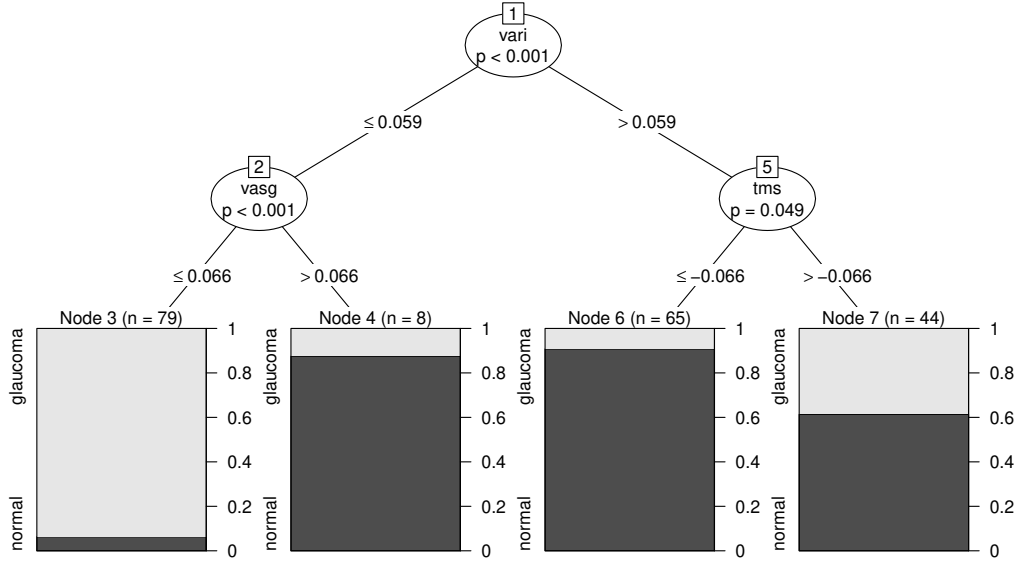 1
vari
p < 0.001
≤ 0.059
> 0.059
2
vasg
p < 0.001
5
tms
p = 0.049
≤ 0.066
> 0.066
≤ −0.066
> −0.066
Node 3 (n = 79)
glaucoma
normal
1
0.8
0.6
0.4
0.2
0
Node 4 (n = 8)
glaucoma
normal
1
0.8
0.6
0.4
0.2
0
Node 6 (n = 65)
glaucoma
normal
1
0.8
0.6
0.4
0.2
0
Node 7 (n = 44)
glaucoma
normal
1
0.8
0.6
0.4
0.2
0